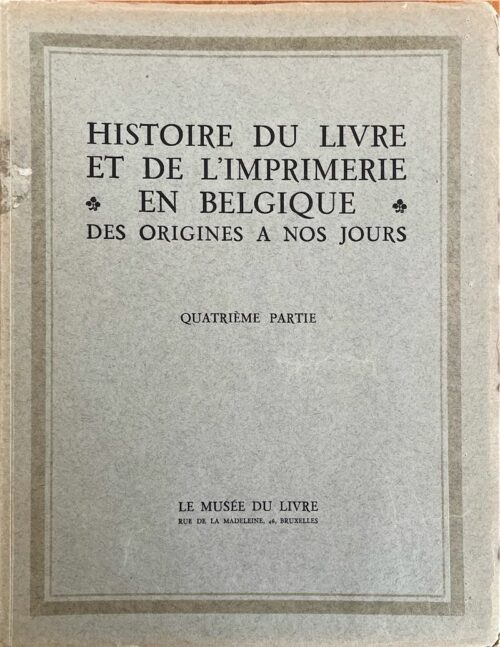 HISTOIRE DU LIVRE
ET DE L'IMPRIMERIE
EN BELGIQUE
DES ORIGINES A NOS JOURS
QUATRIÈME PARTIE
LE MUSÉE DU LIVRE
RUE DE LA MADELEINE, 46, BRUXELLES